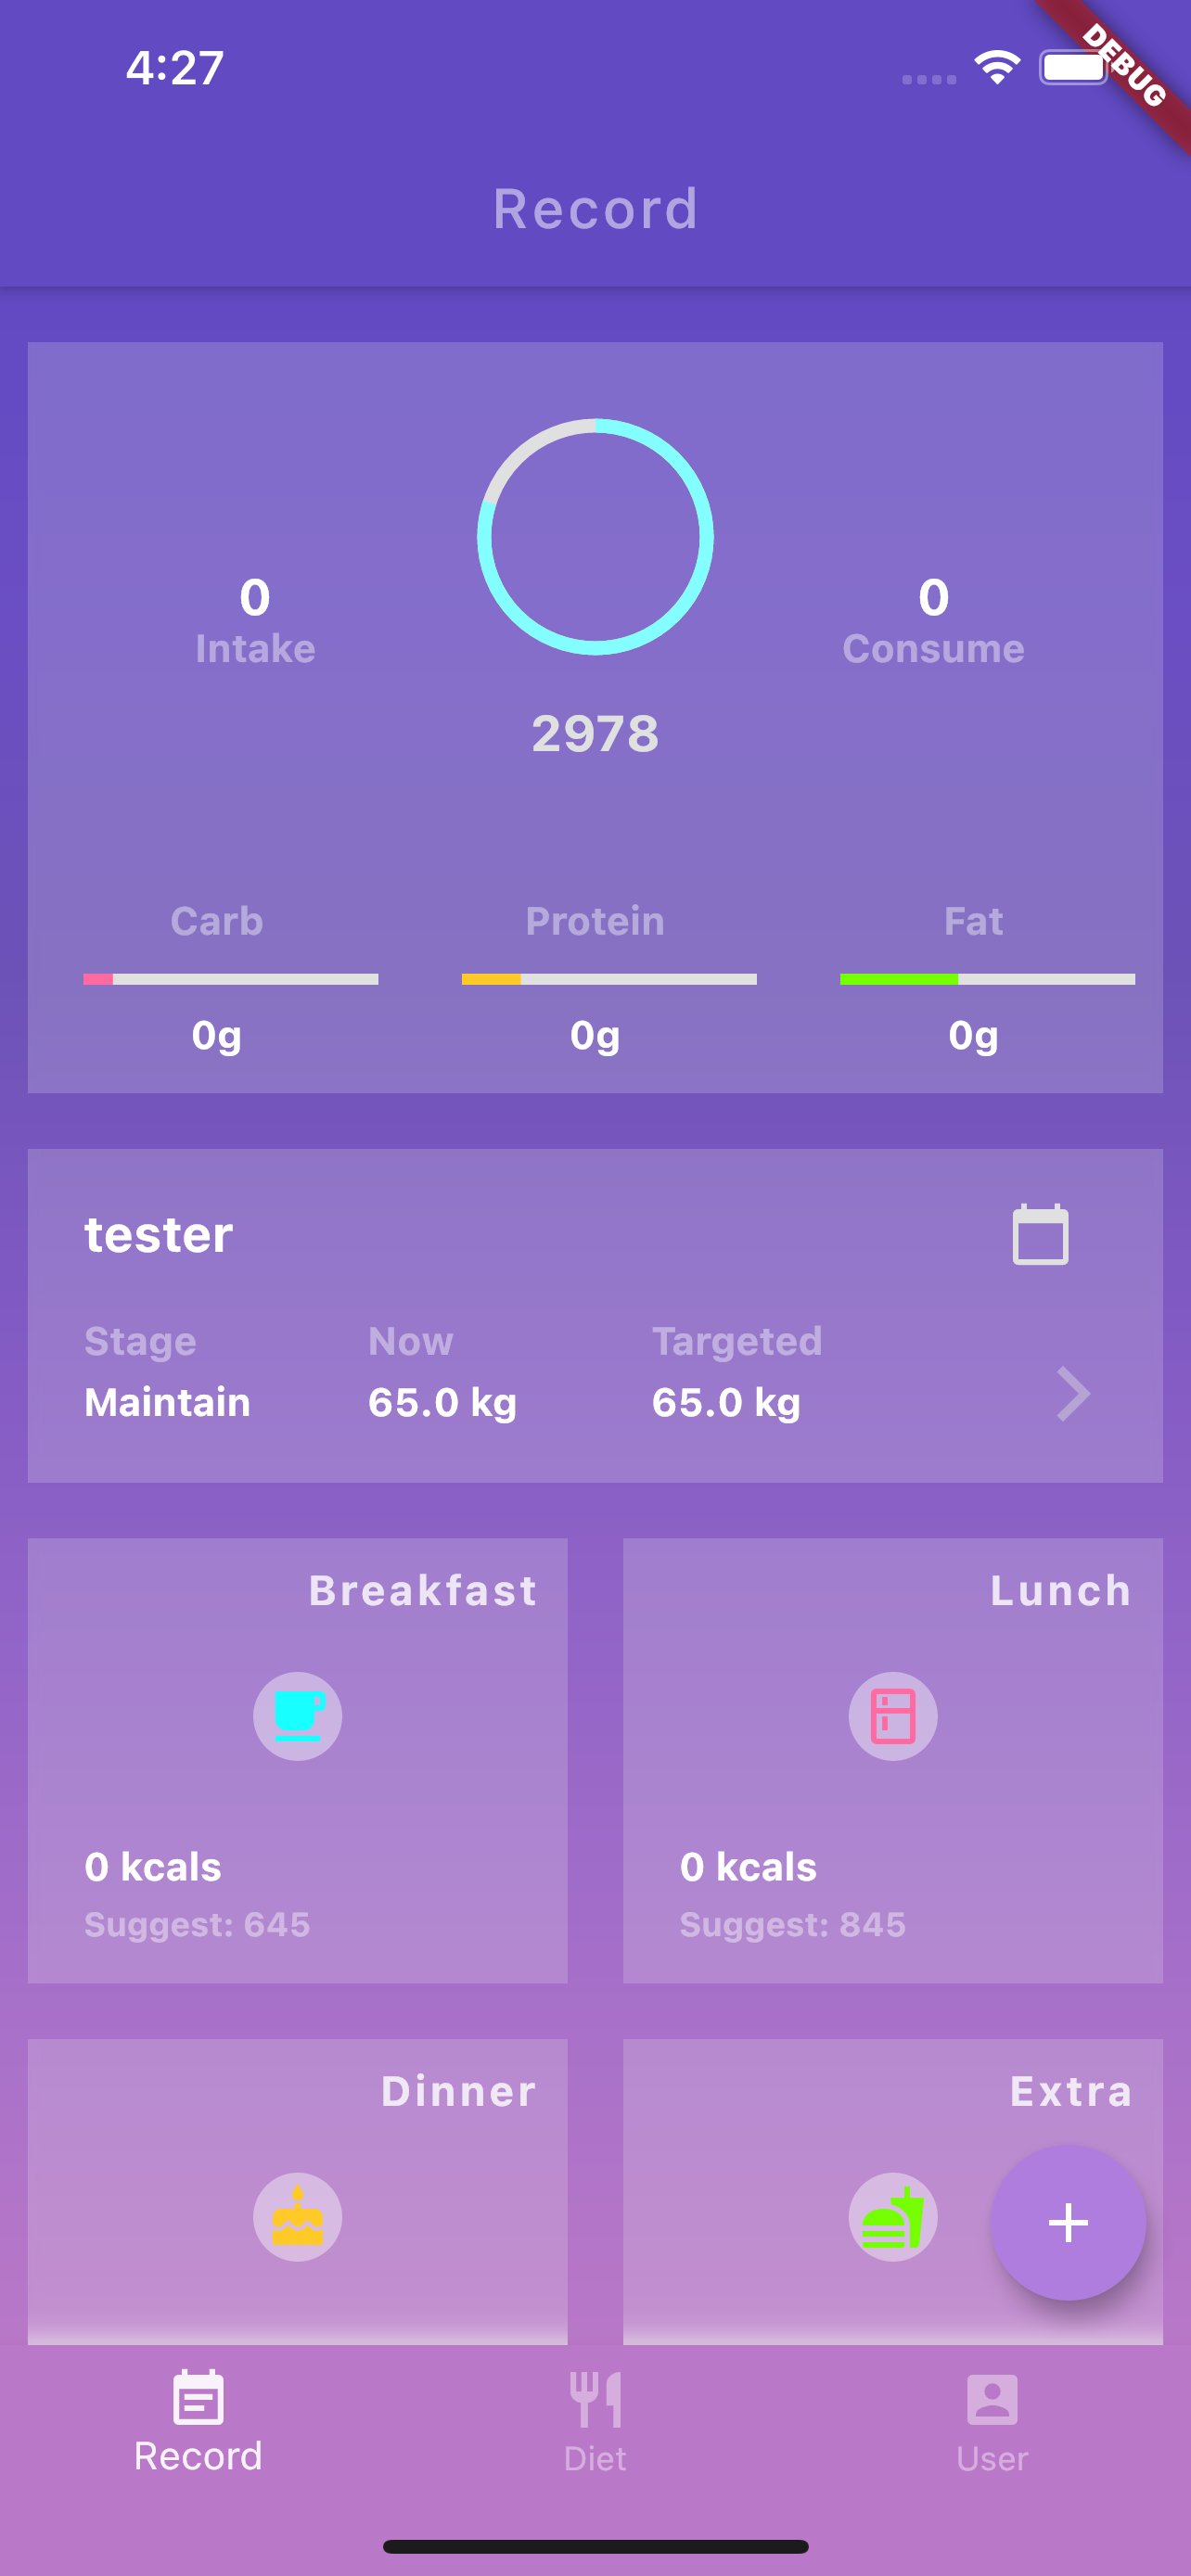 4:27
DEBUG
Record
0
Intake
0
Consume
2978
Carb
Protein
Fat
0g
0g
0g
tester
Stage
Now
Targeted
Maintain
65.0 kg
65.0 kg
Breakfast
Lunch
0 kcals
Suggest: 645
0 kcals
Suggest: 845
Dinner
Extra
Record
Diet
User